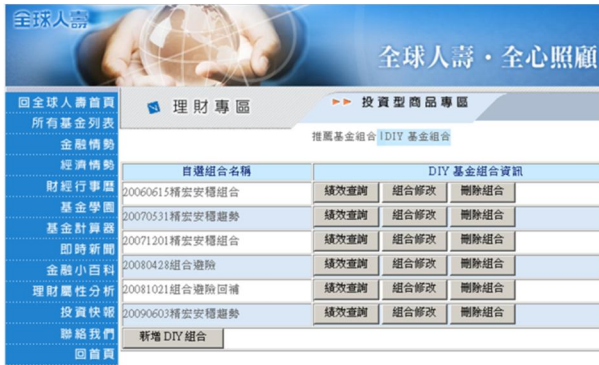 全球人壽
全球人壽・全心照顧
回全球人壽首頁
所有基金列表
金融情勢
經濟情勢
財經行事曆
基金學園
基金計算器
即時新聞
金融小百科
理財屬性分析
投資快報
聯絡我們
回首頁
理財專區
投資型商品專區
推薦基金組合|DIY 基金組合
自選組合名稱 DIY 基金組合資訊
20060615精宏安穩組合 績效查詢 組合修改 刪除組合
20070531精宏安穩趨勢 績效查詢 組合修改 刪除組合
20071201精宏安穩組合 績效查詢 組合修改 刪除組合
20080428組合避險 績效查詢 組合修改 刪除組合
20081021組合避險回補 績效查詢 組合修改 刪除組合
20090603精宏安穩趨勢 績效查詢 組合修改 刪除組合
新增 DIY 組合